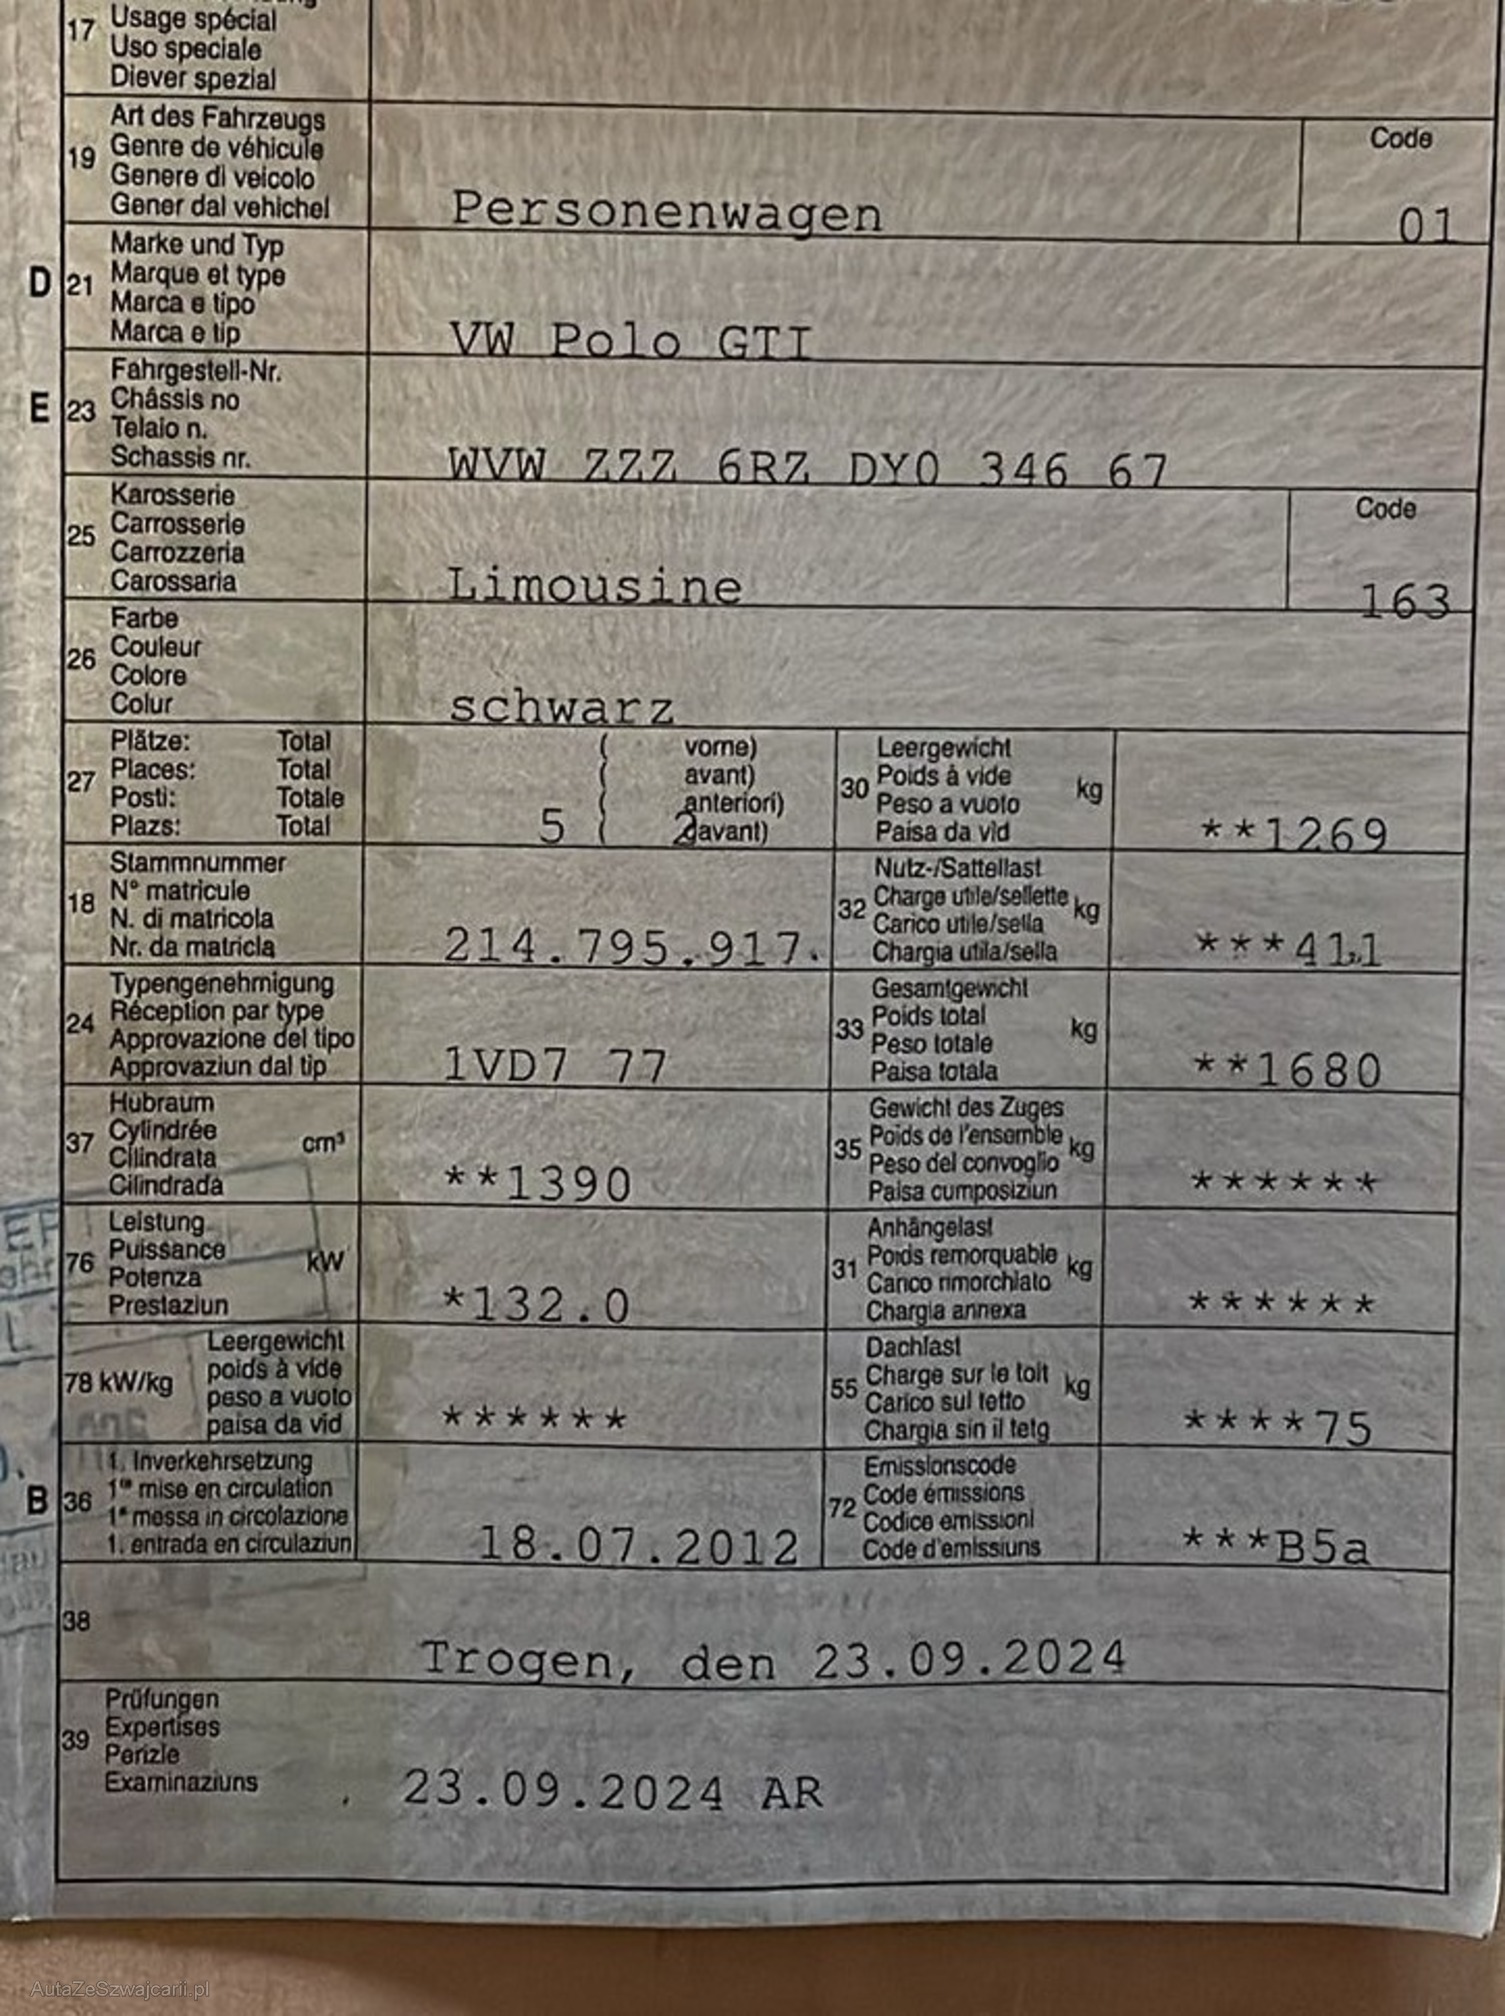 17 Usage spécial
Uso speciale
Diever spezial
Art des Fahrzeugs Code
19 Genre de véhicule
Genere di veicolo
Gener dal vehichel Personenwagen 01
Marke und Typ
D 21 Marque et type
Marca e tipo
Marca e tip VW Polo GTI
Fahrgestell-Nr.
E 23 Châssis no
Telaio n.
Schassis nr. WVW ZZZ 6RZ DY0 346 67
Karosserie Code
25 Carrosserie
Carrozzeria
Carossaria Limousine 163
Farbe
26 Couleur
Colore
Colur schwarz
Plätze: Total ( vorne)
27 Places: Total ( avant)
Posti: Totale ( anteriori)
Plazs: Total 5 ( 2 davant)
Leergewicht
30 Poids à vide kg
Peso a vuoto
Paisa da vid **1269
Stammnummer
18 N° matricule
N. di matricola
Nr. da matricla 214.795.917.
Nutz-/Sattellast
32 Charge utile/sellette kg
Carico utile/sella
Chargia utila/sella ***411
Typengenehmigung
24 Réception par type
Approvazione del tipo
Approvaziun dal tip 1VD7 77
Gesamtgewicht
33 Poids total kg
Peso totale
Paisa totala **1680
Hubraum
37 Cylindrée cm³
Cilindrata
Cilindrada **1390
Gewicht des Zuges
35 Poids de l'ensemble kg
Peso del convoglio
Paisa cumposiziun ******
Leistung
76 Puissance kW
Potenza
Prestaziun *132.0
Anhängelast
31 Poids remorquable kg
Carico rimorchiato
Chargia annexa ******
Leergewicht
78 kW/kg poids à vide
peso a vuoto
paisa da vid ******
Dachlast
55 Charge sur le toit kg
Carico sul tetto
Chargia sin il tetg ****75
1. Inverkehrsetzung
B 36 1re mise en circulation
1a messa in circolazione
1. entrada en circulaziun 18.07.2012
Emissionscode
72 Code émissions
Codice emissioni
Code d'emissiuns ***B5a
38 Trogen, den 23.09.2024
Prüfungen
39 Expertises
Perizie
Examinaziuns 23.09.2024 AR
AutaZeSzwajcarii.pl